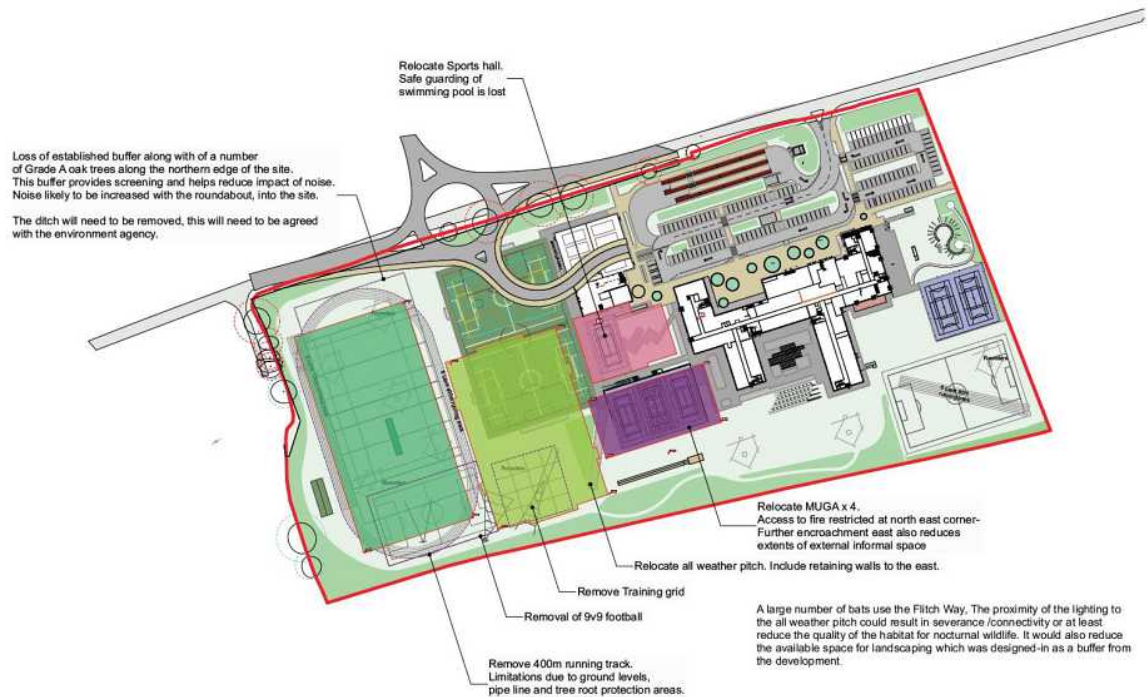 Relocate Sports hall.
Safe guarding of
swimming pool is lost
Loss of established buffer along with of a number
of Grade A oak trees along the northern edge of the site.
This buffer provides screening and helps reduce impact of noise.
Noise likely to be increased with the roundabout, into the site.
The ditch will need to be removed, this will need to be agreed
with the environment agency.
Relocate MUGA x 4.
Access to fire restricted at north east corner-
Further encroachment east also reduces
extents of external informal space
Relocate all weather pitch. Include retaining walls to the east.
Remove Training grid
Removal of 9v9 football
Remove 400m running track.
Limitations due to ground levels,
pipe line and tree root protection areas.
A large number of bats use the Flitch Way, The proximity of the lighting to
the all weather pitch could result in severance /connectivity or at least
reduce the quality of the habitat for nocturnal wildlife. It would also reduce
the available space for landscaping which was designed-in as a buffer from
the development.